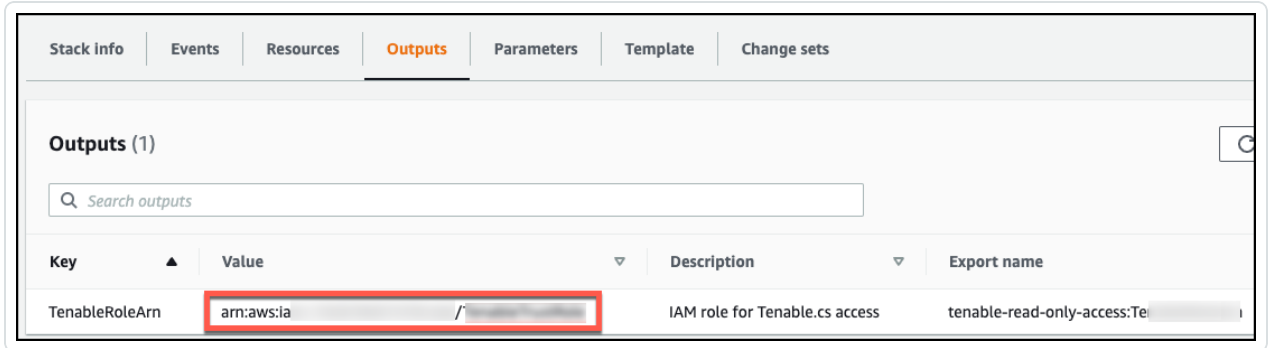 Stack info Events Resources Outputs Parameters Template Change sets
Outputs (1)
Search outputs
Key Value Description Export name
TenableRoleArn arn:aws:ia / IAM role for Tenable.cs access tenable-read-only-access:Te